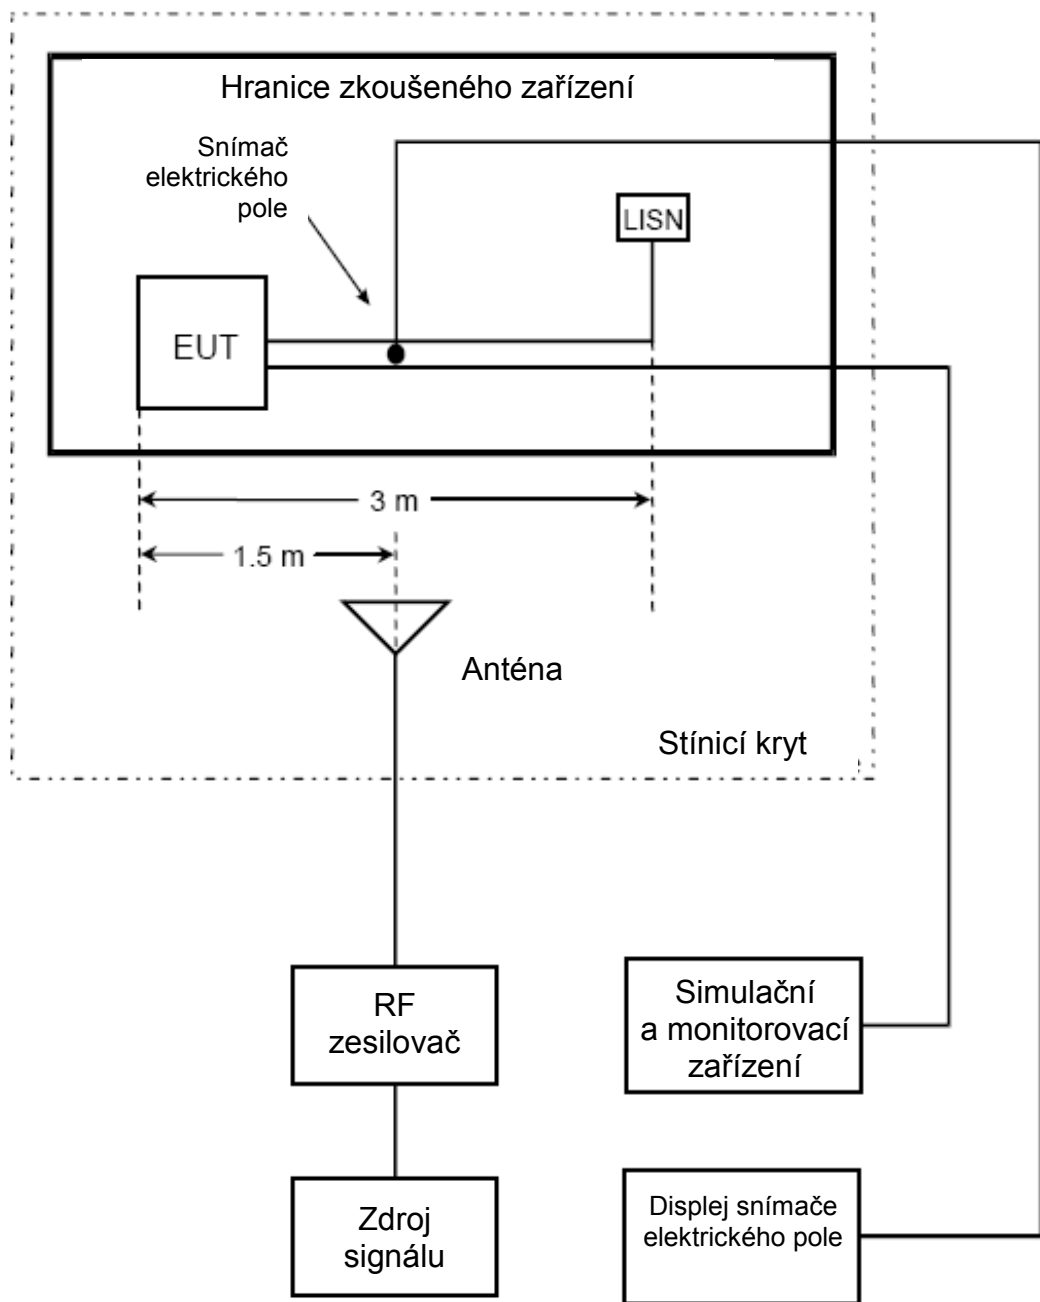 Hranice zkoušeného zařízení
Snímač
elektrického
pole
LISN
EUT
3 m
1.5 m
Anténa
Stínicí kryt
RF
zesilovač
Simulační
a monitorovací
zařízení
Zdroj
signálu
Displej snímače
elektrického pole